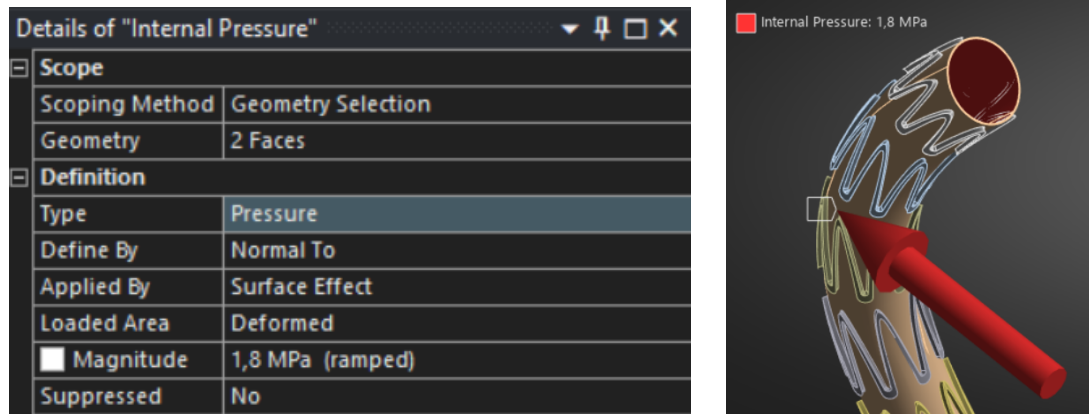 Details of "Internal Pressure"
Scope
Scoping Method Geometry Selection
Geometry 2 Faces
Definition
Type Pressure
Define By Normal To
Applied By Surface Effect
Loaded Area Deformed
Magnitude 1,8 MPa (ramped)
Suppressed No
Internal Pressure: 1,8 MPa